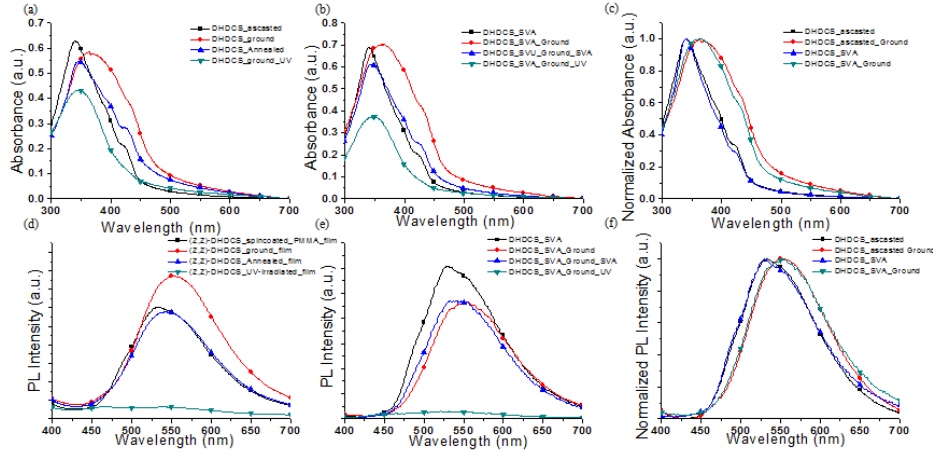 (a)
DHDCS_ascasted
DHDCS_ground
DHDCS_Annealed
DHDCS_ground_UV
Absorbance (a.u.)
0.7
0.6
0.5
0.4
0.3
0.2
0.1
0.0
300 400 500 600 700
Wavelength (nm)
(b)
DHDCS_SVA
DHDCS_SVA_Ground
DHDCS_SVU_Ground_SVA
DHDCS_SVA_Ground_UV
Absorbance (a.u.)
0.8
0.7
0.6
0.5
0.4
0.3
0.2
0.1
0.0
300 400 500 600 700
Wavelength (nm)
(c)
DHDCS_ascasted
DHDCS_ascasted_Ground
DHDCS_SVA
DHDCS_SVA_Ground
Normalized Absorbance (a.u.)
1.0
0.8
0.6
0.4
0.2
0.0
300 400 500 600 700
Wavelength (nm)
(d)
(Z,Z)-DHDCS_spincoated_PMMA_film
(Z,Z)-DHDCS_ground_film
(Z,Z)-DHDCS_Annealed_film
(Z,Z)-DHDCS_UV-irradiated_film
PL Intensity (a.u.)
400 450 500 550 600 650 700
Wavelength (nm)
(e)
DHDCS_SVA
DHDCS_SVA_Ground
DHDCS_SVA_Ground_SVA
DHDCS_SVA_Ground_UV
PL Intensity (a.u.)
400 450 500 550 600 650 700
Wavelength (nm)
(f)
DHDCS_ascasted
DHDCS_ascasted Ground
DHDCS_SVA
DHDCS_SVA_Ground
Normalized PL Intensity (a.u.)
400 450 500 550 600 650 700
Wavelength (nm)